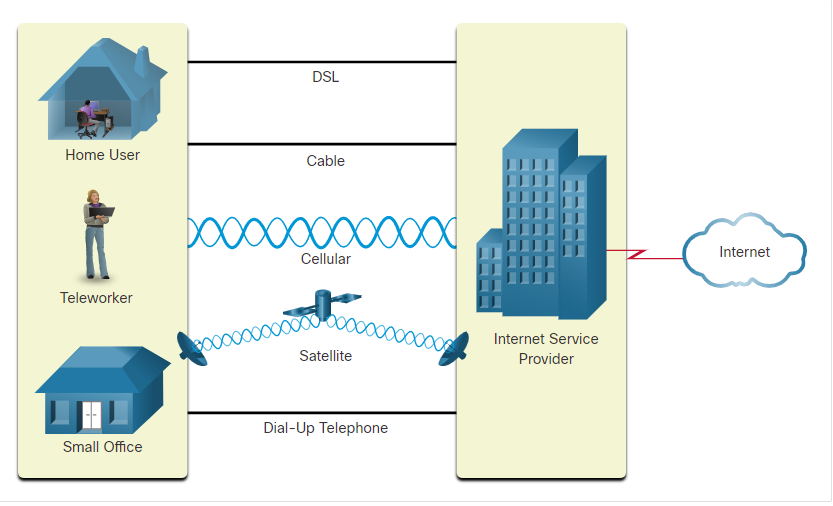 Home User
Teleworker
Small Office
DSL
Cable
Cellular
Satellite
Dial-Up Telephone
Internet Service
Provider
Internet